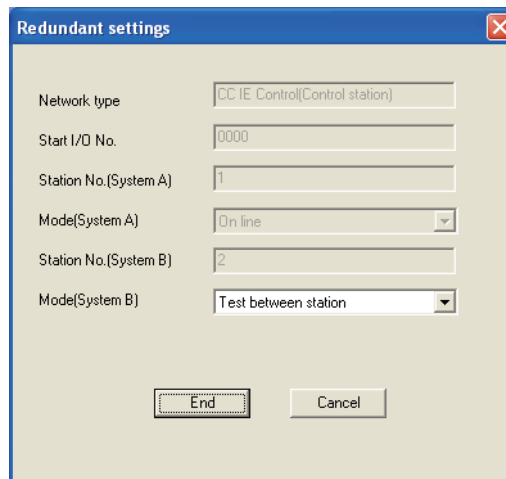 Redundant settings
Network type CC IE Control(Control station)
Start I/O No. 0000
Station No.(System A) 1
Mode(System A) On line
Station No.(System B) 2
Mode(System B) Test between station
End Cancel